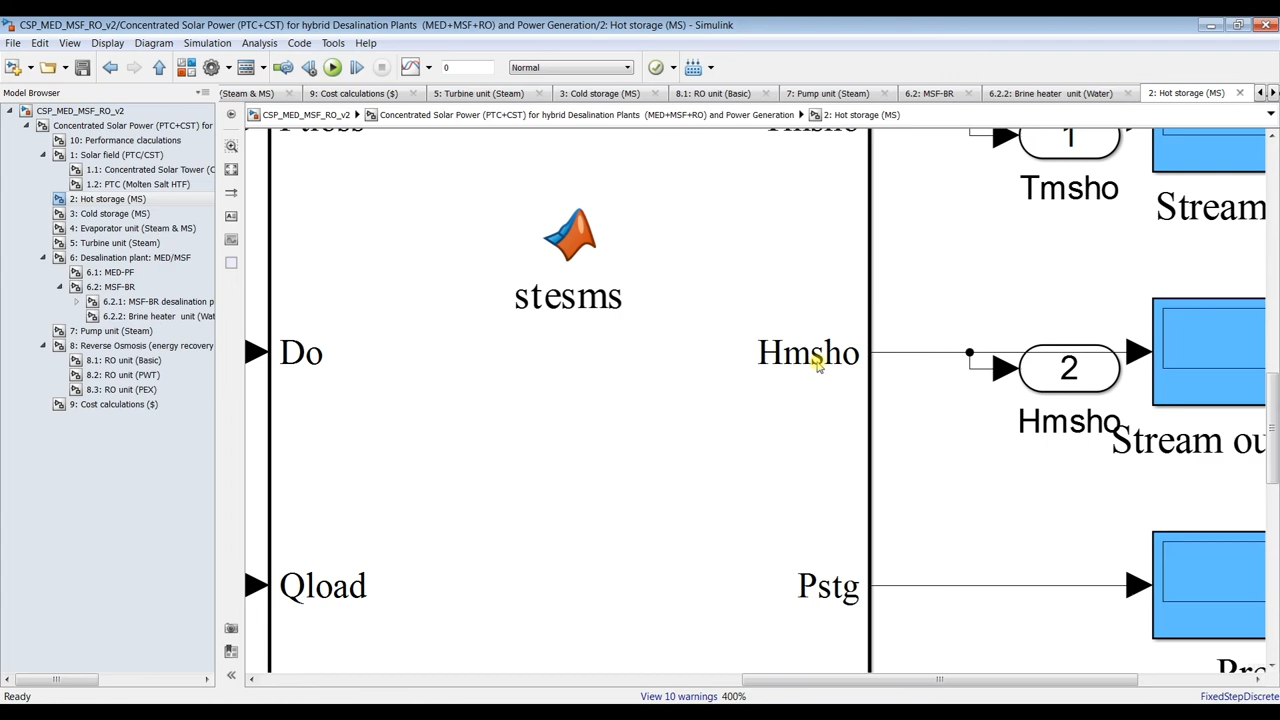 CSP_MED_MSF_RO_v2/Concentrated Solar Power (PTC+CST) for hybrid Desalination Plants (MED+MSF+RO) and Power Generation/2: Hot storage (MS) - Simulink
File Edit View Display Diagram Simulation Analysis Code Tools Help
0
Normal
Model Browser
(Steam & MS)
9: Cost calculations ($)
5: Turbine unit (Steam)
3: Cold storage (MS)
8.1: RO unit (Basic)
7: Pump unit (Steam)
6.2: MSF-BR
6.2.2: Brine heater unit (Water)
2: Hot storage (MS)
CSP_MED_MSF_RO_v2
Concentrated Solar Power (PTC+CST) for hybrid Desalination Plants (MED+MSF+RO) and Power Generation
2: Hot storage (MS)
CSP_MED_MSF_RO_v2
Concentrated Solar Power (PTC+CST) for
10: Performance claculations
1: Solar field (PTC/CST)
1.1: Concentrated Solar Tower (C
1.2: PTC (Molten Salt HTF)
2: Hot storage (MS)
3: Cold storage (MS)
4: Evaporator unit (Steam & MS)
5: Turbine unit (Steam)
6: Desalination plant: MED/MSF
6.1: MED-PF
6.2: MSF-BR
6.2.1: MSF-BR desalination p
6.2.2: Brine heater unit (Wat
7: Pump unit (Steam)
8: Reverse Osmosis (energy recovery
8.1: RO unit (Basic)
8.2: RO unit (PWT)
8.3: RO unit (PEX)
9: Cost calculations ($)
1
Tmsho
Stream
stesms
Do
Hmsho
2
Hmsho
Stream ou
Qload
Pstg
Pre
Ready
View 10 warnings
400%
FixedStepDiscrete